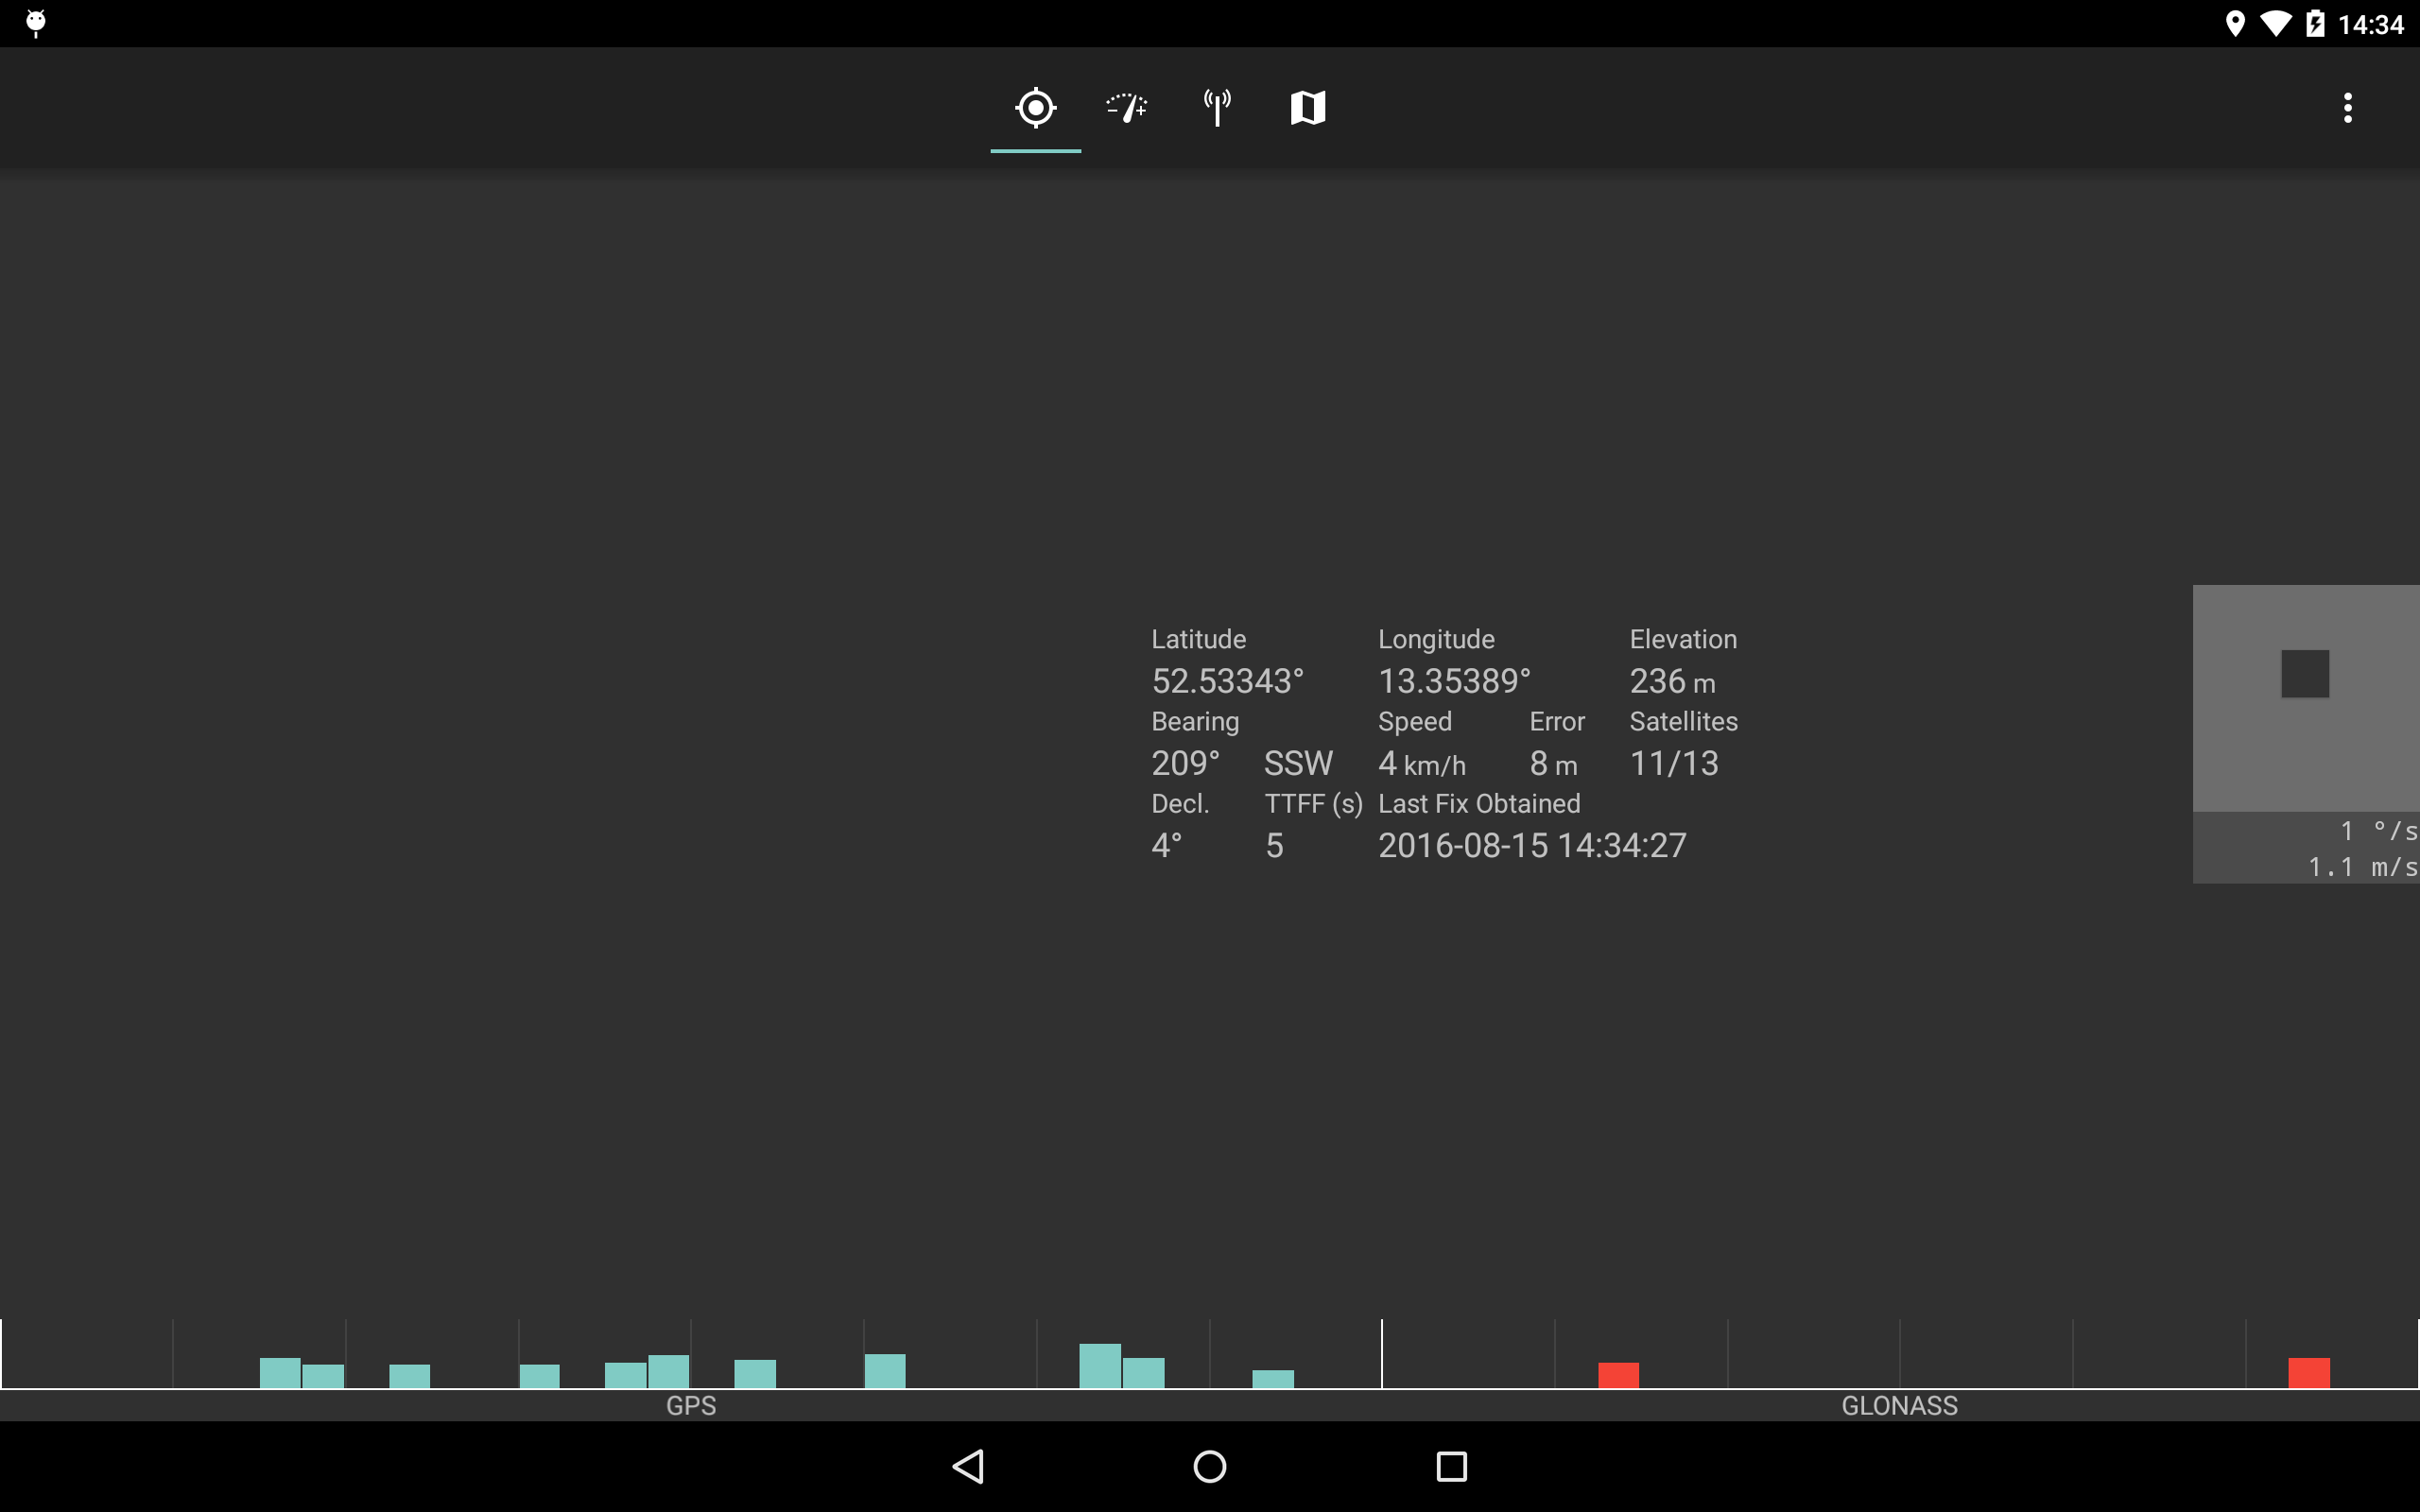 14:34
Latitude Longitude Elevation
52.53343° 13.35389° 236 m
Bearing Speed Error Satellites
209° SSW 4 km/h 8 m 11/13
Decl. TTFF (s) Last Fix Obtained
4° 5 2016-08-15 14:34:27
1 °/s
1.1 m/s
GPS GLONASS